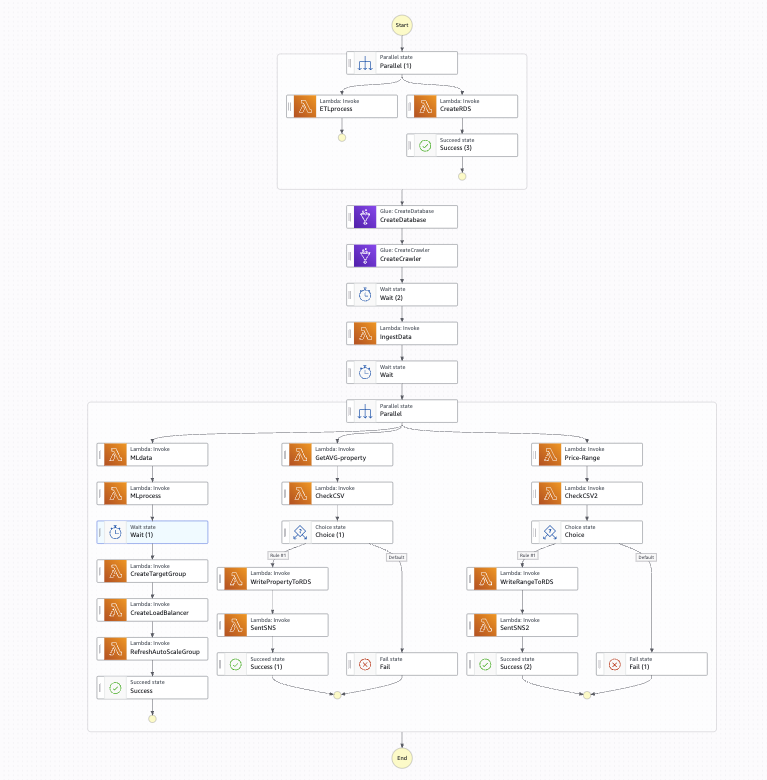 Start
Parallel state
Parallel (1)
Lambda: Invoke
ETLprocess
Lambda: Invoke
CreateRDS
Succeed state
Success (3)
Glue: CreateDatabase
CreateDatabase
Glue: CreateCrawler
CreateCrawler
Wait state
Wait (2)
Lambda: Invoke
IngestData
Wait state
Wait
Parallel state
Parallel
Lambda: Invoke
MLdata
Lambda: Invoke
MLprocess
Wait state
Wait (1)
Lambda: Invoke
CreateTargetGroup
Lambda: Invoke
CreateLoadBalancer
Lambda: Invoke
RefreshAutoScaleGroup
Succeed state
Success
Lambda: Invoke
GetAVG-property
Lambda: Invoke
CheckCSV
Choice state
Choice (1)
Rule #1
Default
Lambda: Invoke
WritePropertyToRDS
Lambda: Invoke
SentSNS
Succeed state
Success (1)
Fail state
Fail
Lambda: Invoke
Price-Range
Lambda: Invoke
CheckCSV2
Choice state
Choice
Rule #1
Default
Lambda: Invoke
WriteRangeToRDS
Lambda: Invoke
SentSNS2
Succeed state
Success (2)
Fail state
Fail (1)
End